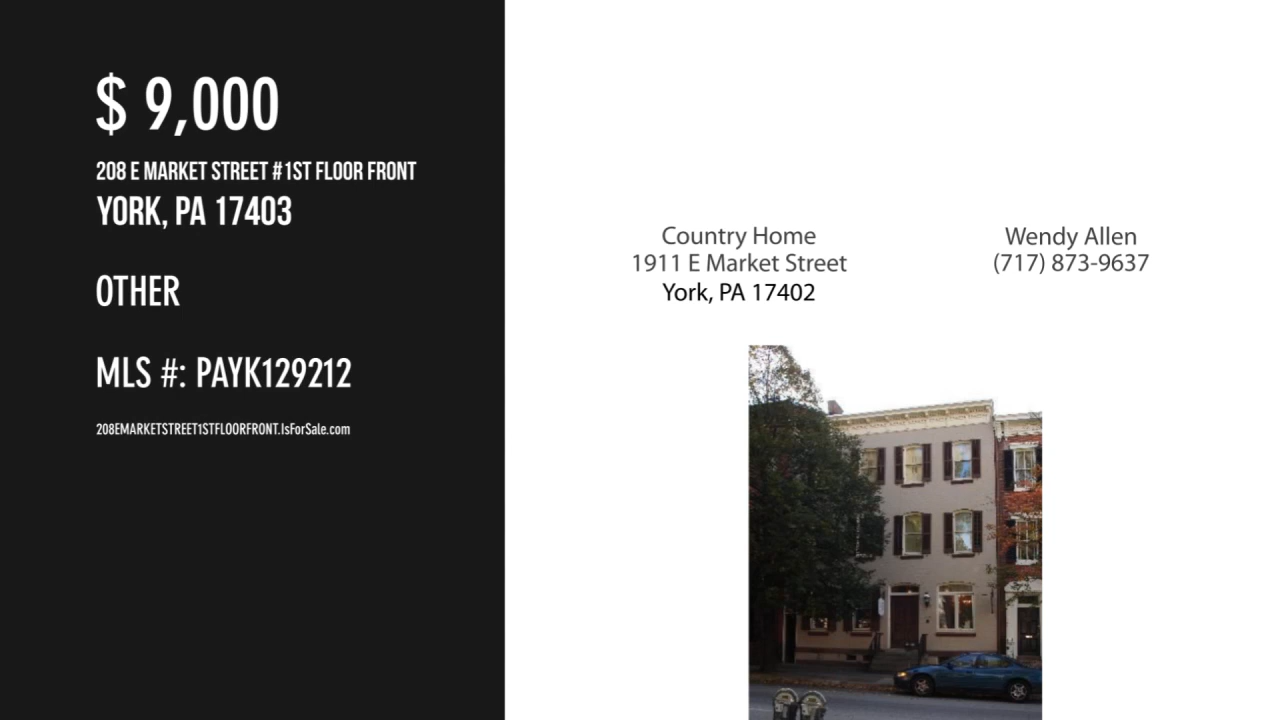 $ 9,000
208 E MARKET STREET #1ST FLOOR FRONT
YORK, PA 17403
OTHER
MLS #: PAYK129212
208EMARKETSTREET1STFLOORFRONT.IsForSale.com
Country Home
1911 E Market Street
York, PA 17402
Wendy Allen
(717) 873-9637